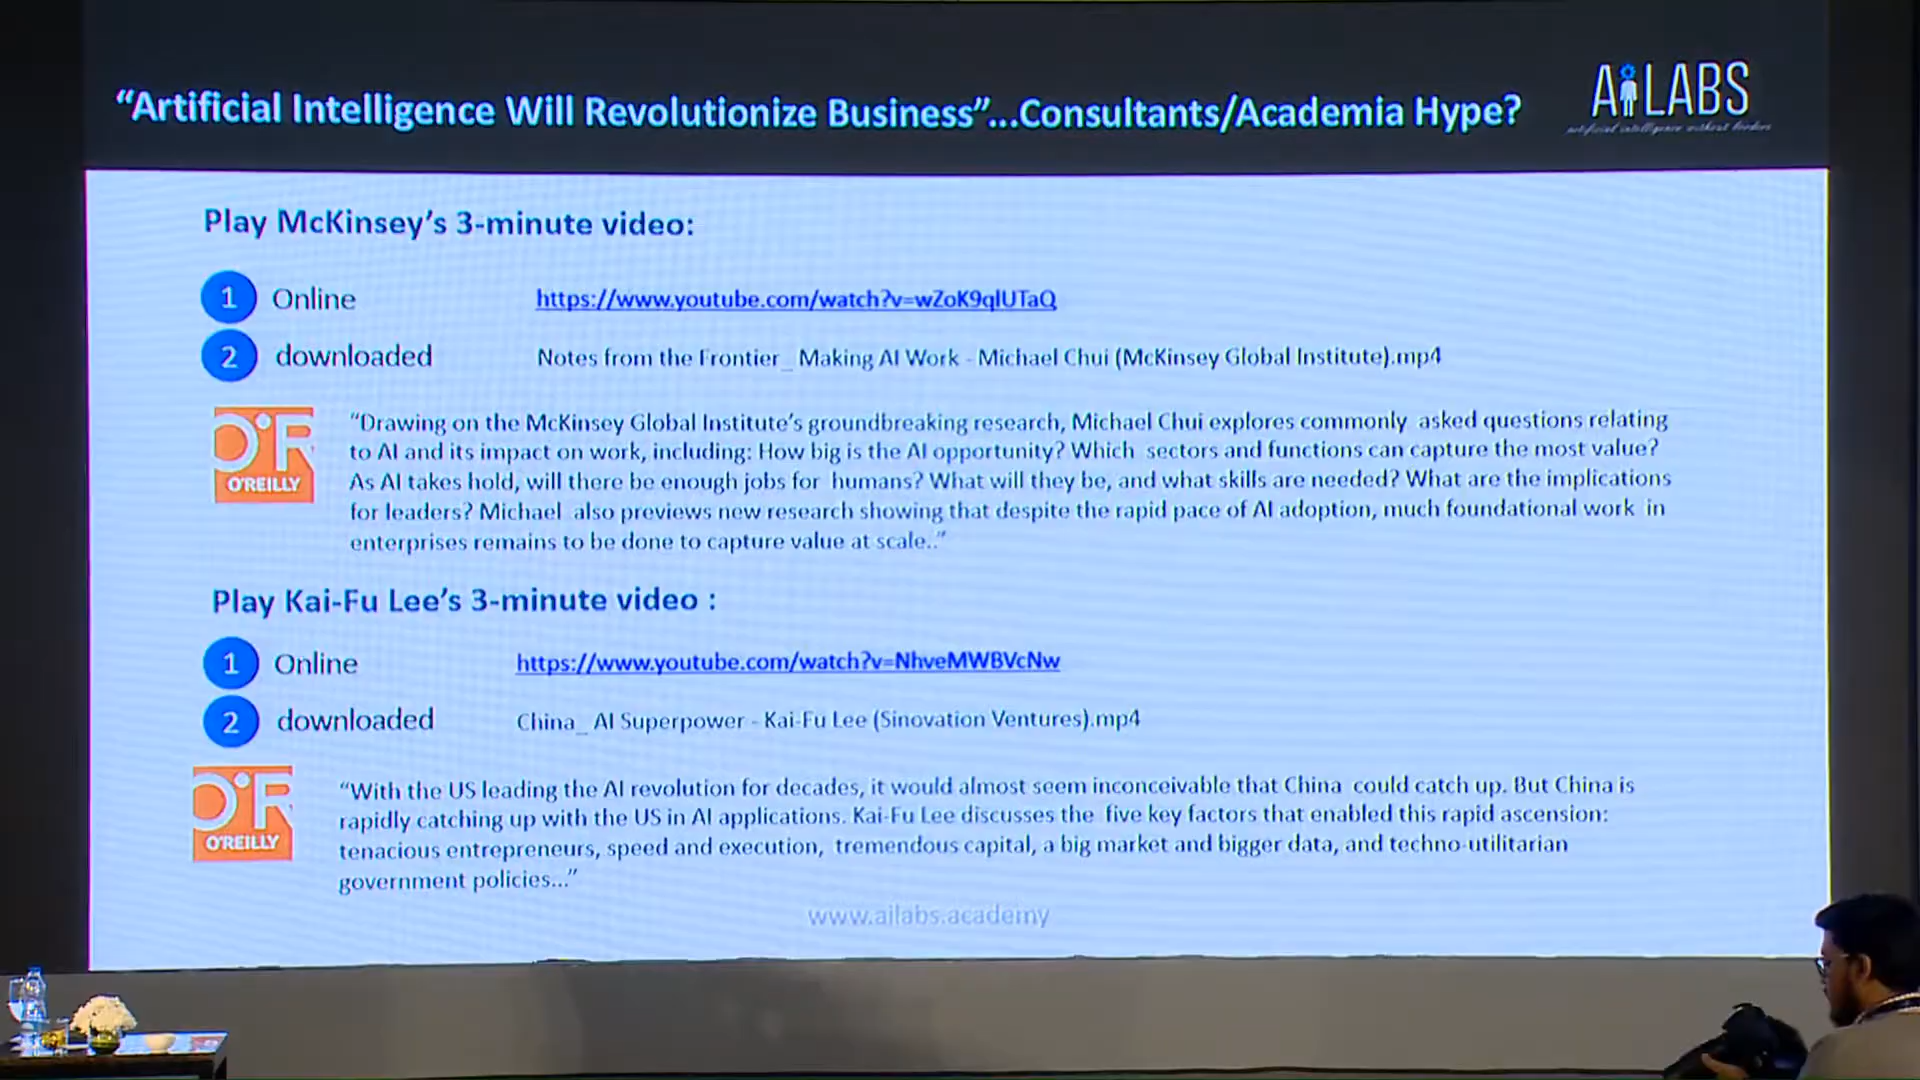 “Artificial Intelligence Will Revolutionize Business”...Consultants/Academia Hype?
AiLABS
artificial intelligence without borders
Play McKinsey’s 3-minute video:
1 Online https://www.youtube.com/watch?v=wZoK9qlUTaQ
2 downloaded Notes from the Frontier_ Making AI Work - Michael Chui (McKinsey Global Institute).mp4
O'R
O'REILLY
“Drawing on the McKinsey Global Institute’s groundbreaking research, Michael Chui explores commonly asked questions relating
to AI and its impact on work, including: How big is the AI opportunity? Which sectors and functions can capture the most value?
As AI takes hold, will there be enough jobs for humans? What will they be, and what skills are needed? What are the implications
for leaders? Michael also previews new research showing that despite the rapid pace of AI adoption, much foundational work in
enterprises remains to be done to capture value at scale..”
Play Kai-Fu Lee’s 3-minute video :
1 Online https://www.youtube.com/watch?v=NhveMWBVcNw
2 downloaded China_ AI Superpower - Kai-Fu Lee (Sinovation Ventures).mp4
O'R
O'REILLY
“With the US leading the AI revolution for decades, it would almost seem inconceivable that China could catch up. But China is
rapidly catching up with the US in AI applications. Kai-Fu Lee discusses the five key factors that enabled this rapid ascension:
tenacious entrepreneurs, speed and execution, tremendous capital, a big market and bigger data, and techno-utilitarian
government policies...”
www.ailabs.academy